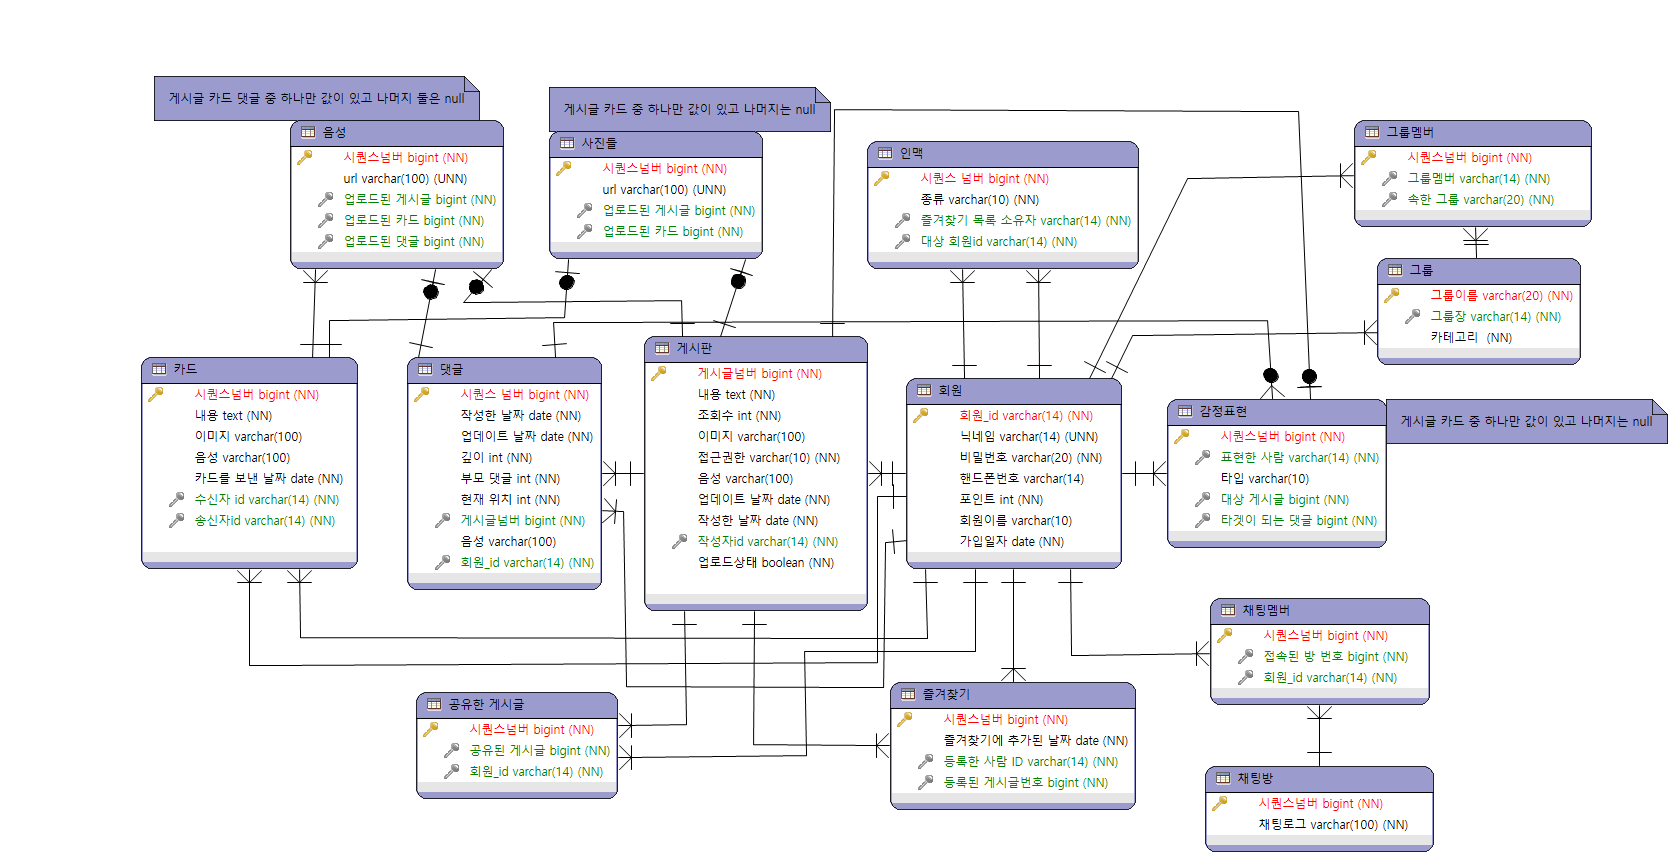 게시글 카드 댓글 중 하나만 값이 있고 나머지 둘은 null
음성
시퀀스넘버 bigint (NN)
url varchar(100) (UNN)
업로드된 게시글 bigint (NN)
업로드된 카드 bigint (NN)
업로드된 댓글 bigint (NN)
게시글 카드 중 하나만 값이 있고 나머지는 null
사진들
시퀀스넘버 bigint (NN)
url varchar(100) (UNN)
업로드된 게시글 bigint (NN)
업로드된 카드 bigint (NN)
인맥
시퀀스 넘버 bigint (NN)
종류 varchar(10) (NN)
즐겨찾기 목록 소유자 varchar(14) (NN)
대상 회원id varchar(14) (NN)
그룹멤버
시퀀스넘버 bigint (NN)
그룹멤버 varchar(14) (NN)
속한 그룹 varchar(20) (NN)
그룹
그룹이름 varchar(20) (NN)
그룹장 varchar(14) (NN)
카테고리 (NN)
카드
시퀀스넘버 bigint (NN)
내용 text (NN)
이미지 varchar(100)
음성 varchar(100)
카드를 보낸 날짜 date (NN)
수신자 id varchar(14) (NN)
송신자id varchar(14) (NN)
댓글
시퀀스 넘버 bigint (NN)
작성한 날짜 date (NN)
업데이트 날짜 date (NN)
깊이 int (NN)
부모 댓글 int (NN)
현재 위치 int (NN)
게시글넘버 bigint (NN)
음성 varchar(100)
회원_id varchar(14) (NN)
게시판
게시글넘버 bigint (NN)
내용 text (NN)
조회수 int (NN)
이미지 varchar(100)
접근권한 varchar(10) (NN)
음성 varchar(100)
업데이트 날짜 date (NN)
작성한 날짜 date (NN)
작성자id varchar(14) (NN)
업로드상태 boolean (NN)
회원
회원_id varchar(14) (NN)
닉네임 varchar(14) (UNN)
비밀번호 varchar(20) (NN)
핸드폰번호 varchar(14)
포인트 int (NN)
회원이름 varchar(10)
가입일자 date (NN)
감정표현
시퀀스넘버 bigint (NN)
표현한 사람 varchar(14) (NN)
타입 varchar(10)
대상 게시글 bigint (NN)
타겟이 되는 댓글 bigint (NN)
게시글 카드 중 하나만 값이 있고 나머지는 null
채팅멤버
시퀀스넘버 bigint (NN)
접속된 방 번호 bigint (NN)
회원_id varchar(14) (NN)
공유한 게시글
시퀀스넘버 bigint (NN)
공유된 게시글 bigint (NN)
회원_id varchar(14) (NN)
즐겨찾기
시퀀스넘버 bigint (NN)
즐겨찾기에 추가된 날짜 date (NN)
등록한 사람 ID varchar(14) (NN)
등록된 게시글번호 bigint (NN)
채팅방
시퀀스넘버 bigint (NN)
채팅로그 varchar(100) (NN)